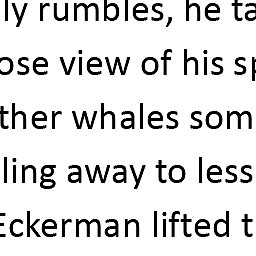 ly rumbles, he ta
ose view of his sp
ther whales som
ling away to less
Eckerman lifted t